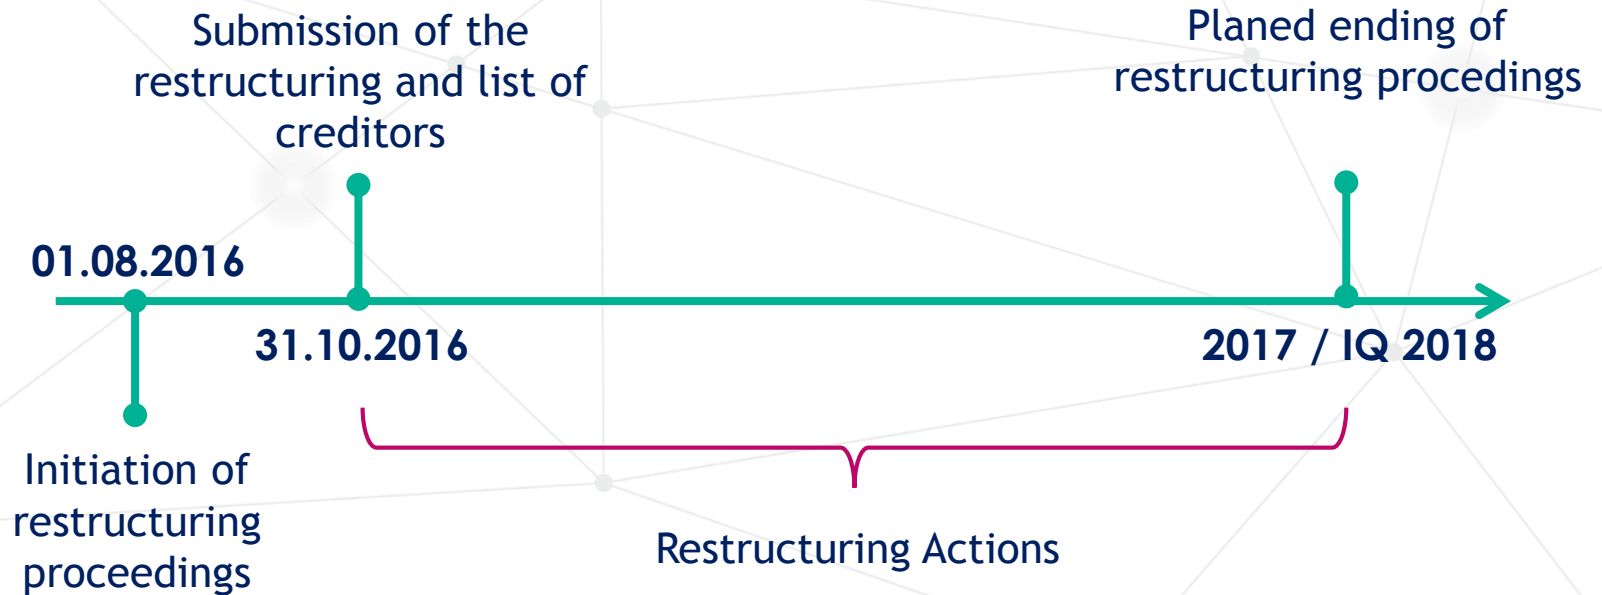 Submission of the
restructuring and list of
creditors
Planed ending of
restructuring procedings
01.08.2016
31.10.2016
2017 / IQ 2018
Initiation of
restructuring
proceedings
Restructuring Actions